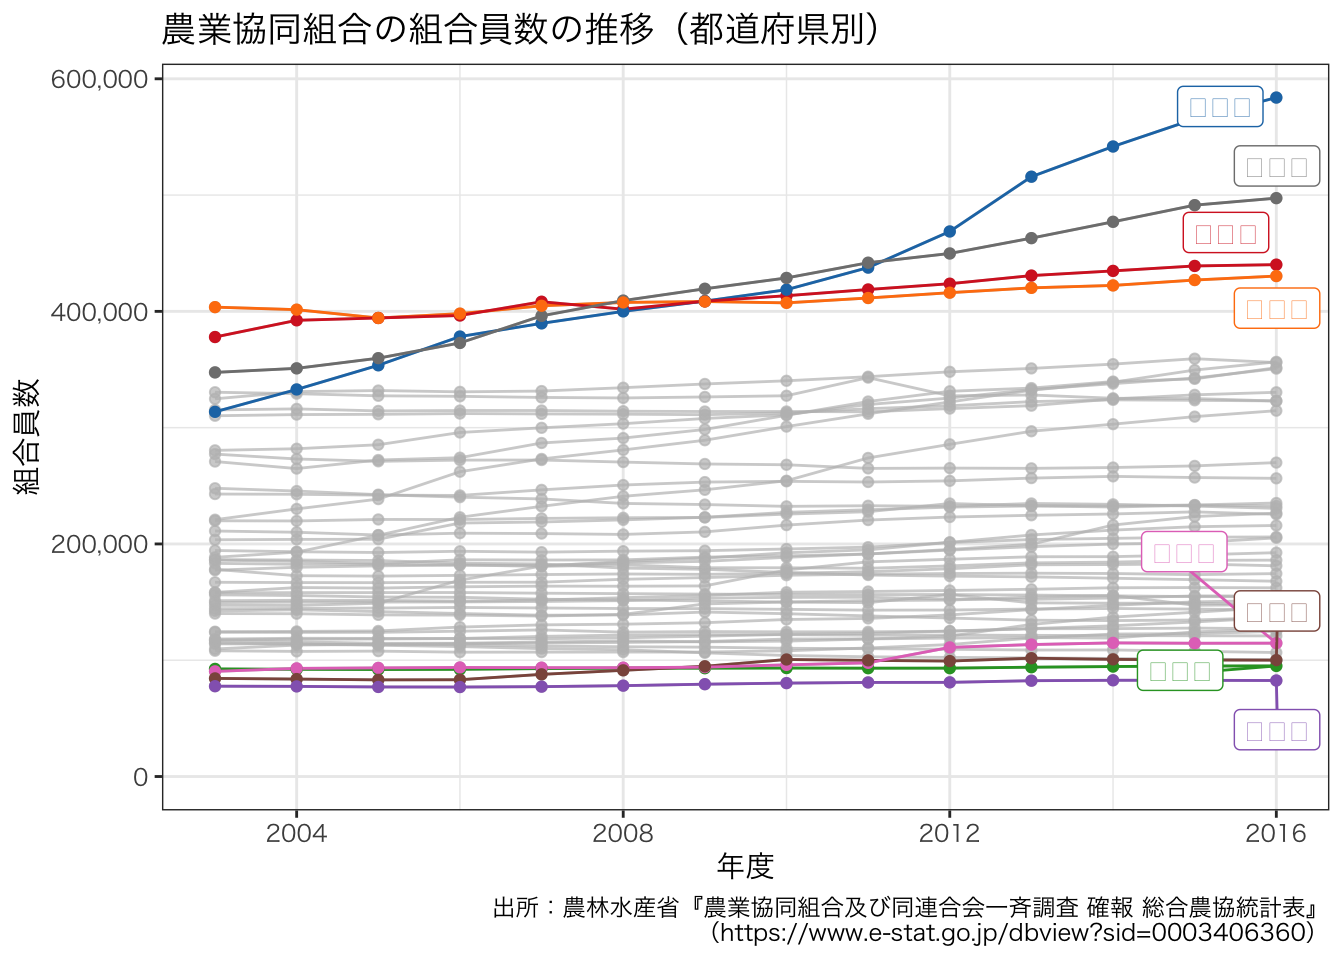 農業協同組合の組合員数の推移（都道府県別）
組合員数
600,000
400,000
200,000
0
2004
2008
2012
2016
年度
出所：農林水産省『農業協同組合及び同連合会一斉調査 確報 総合農協統計表』
（https://www.e-stat.go.jp/dbview?sid=0003406360）